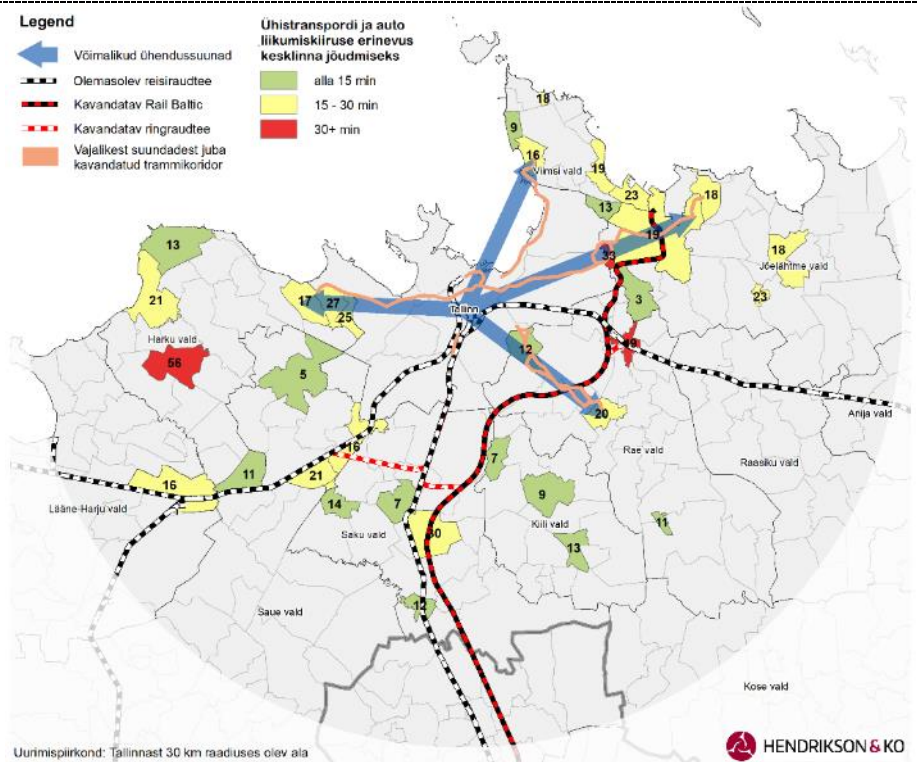 Legend
Võimalikud ühendussuunad
Olemasolev reisiraudtee
Kavandatav Rail Baltic
Kavandatav ringraudtee
Vajalikest suundadest juba
kavandatud trammikoridor
Ühistranspordi ja auto
liikumiskiiruse erinevus
kesklinna jõudmiseks
alla 15 min
15 - 30 min
30+ min
18
9
16
Viimsi vald
19
23
18
13
13
19
18
33
Jõelähtme vald
21
17
27
3
23
25
Tallinn
Harku vald
12
56
5
20
Anija vald
16
Rae vald
7
Raasiku vald
11
21
16
9
14
7
Lääne-Harju vald
Kiili vald
11
Saku vald
13
12
Saue vald
Kose vald
Uurimispiirkond: Tallinnast 30 km raadiuses olev ala
HENDRIKSON & KO